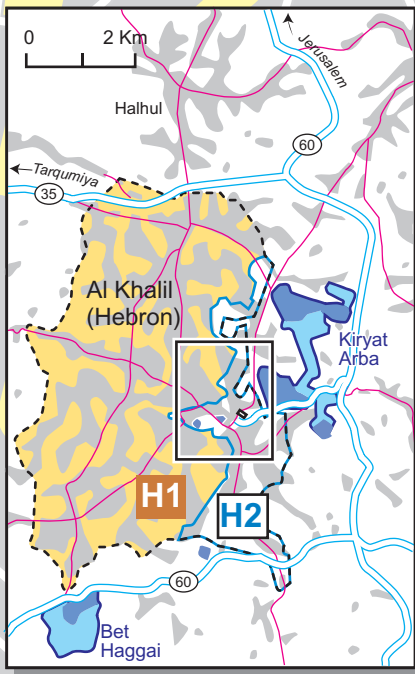 0 2 Km
Jerusalem
Halhul
60
Tarqumiya
35
Al Khalil
(Hebron)
Kiryat
Arba
H1
H2
60
Bet
Haggai